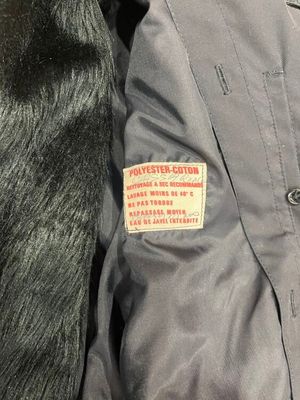 POLYESTER-COTON
NETTOYAGE A SEC RECOMMANDE
LAVAGE MOINS DE 40° C
NE PAS TORDRE
REPASSAGE MOYEN
EAU DE JAVEL INTERDITE